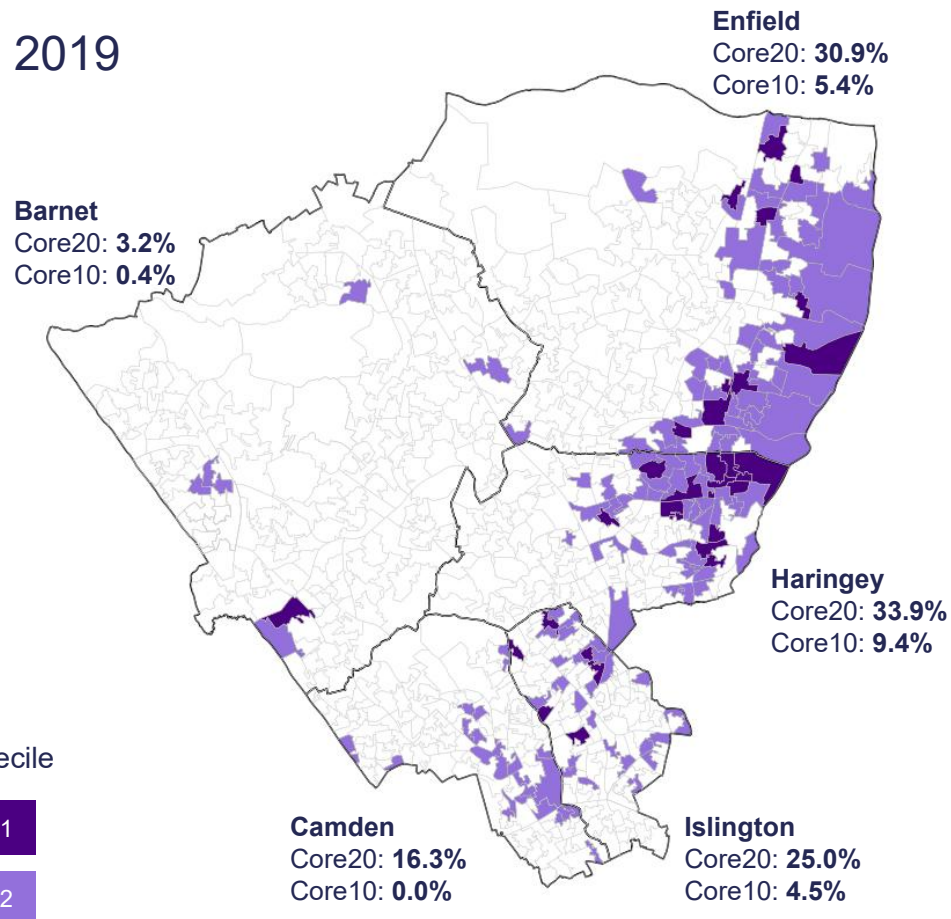 2019
Enfield
Core20: 30.9%
Core10: 5.4%
Barnet
Core20: 3.2%
Core10: 0.4%
Haringey
Core20: 33.9%
Core10: 9.4%
ecile
1
2
Camden
Core20: 16.3%
Core10: 0.0%
Islington
Core20: 25.0%
Core10: 4.5%